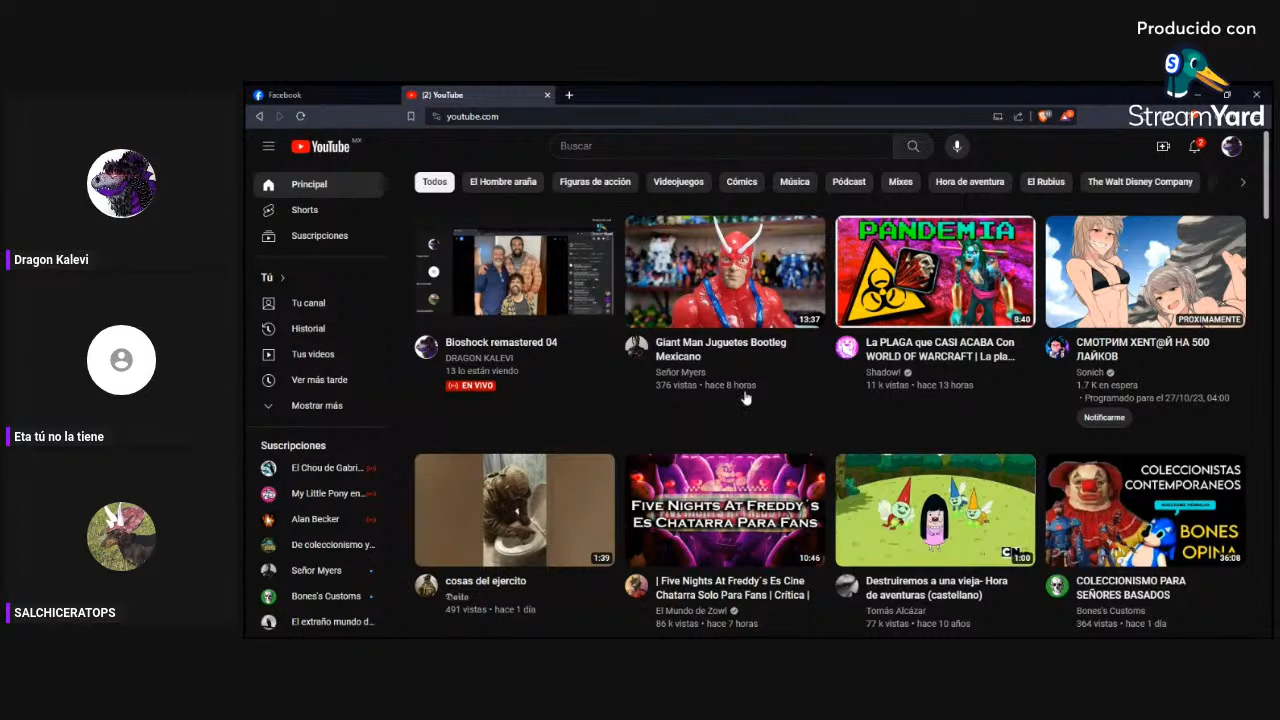 Producido con
StreamYard
Facebook
(2) YouTube
youtube.com
YouTube MX
Buscar
2
Principal
Shorts
Suscripciones
Tú
Tu canal
Historial
Tus videos
Ver más tarde
Mostrar más
Suscripciones
El Chou de Gabri...
My Little Pony en...
Alan Becker
De coleccionismo y...
Señor Myers
Bones's Customs
El extraño mundo d...
Todos
El Hombre araña
Figuras de acción
Videojuegos
Cómics
Música
Pódcast
Mixes
Hora de aventura
El Rubius
The Walt Disney Company
Bioshock remastered 04
DRAGON KALEVI
13 lo están viendo
EN VIVO
13:37
Giant Man Juguetes Bootleg
Mexicano
Señor Myers
376 vistas • hace 8 horas
PANDEMIA
8:40
La PLAGA que CASI ACABA Con
WORLD OF WARCRAFT | La pla...
Shadow!
11 k vistas • hace 13 horas
PROXIMAMENTE
СМОТРИМ ХЕНТ@Й НА 500
ЛАЙКОВ
Sonich
1.7 K en espera
• Programado para el 27/10/23, 04:00
Notificarme
1:39
cosas del ejercito
491 vistas • hace 1 día
FIVE NIGHTS AT FREDDY´S
ES CHATARRA PARA FANS
10:46
| Five Nights At Freddy´s Es Cine
Chatarra Solo Para Fans | Crítica |
El Mundo de Zowl
86 k vistas • hace 7 horas
CN
1:00
Destruiremos a una vieja- Hora
de aventuras (castellano)
Tomás Alcázar
77 k vistas • hace 10 años
COLECCIONISTAS
CONTEMPORANEOS
BONES
OPINA
36:08
COLECCIONISMO PARA
SEÑORES BASADOS
Bones's Customs
364 vistas • hace 1 día
Dragon Kalevi
Eta tú no la tiene
SALCHICERATOPS